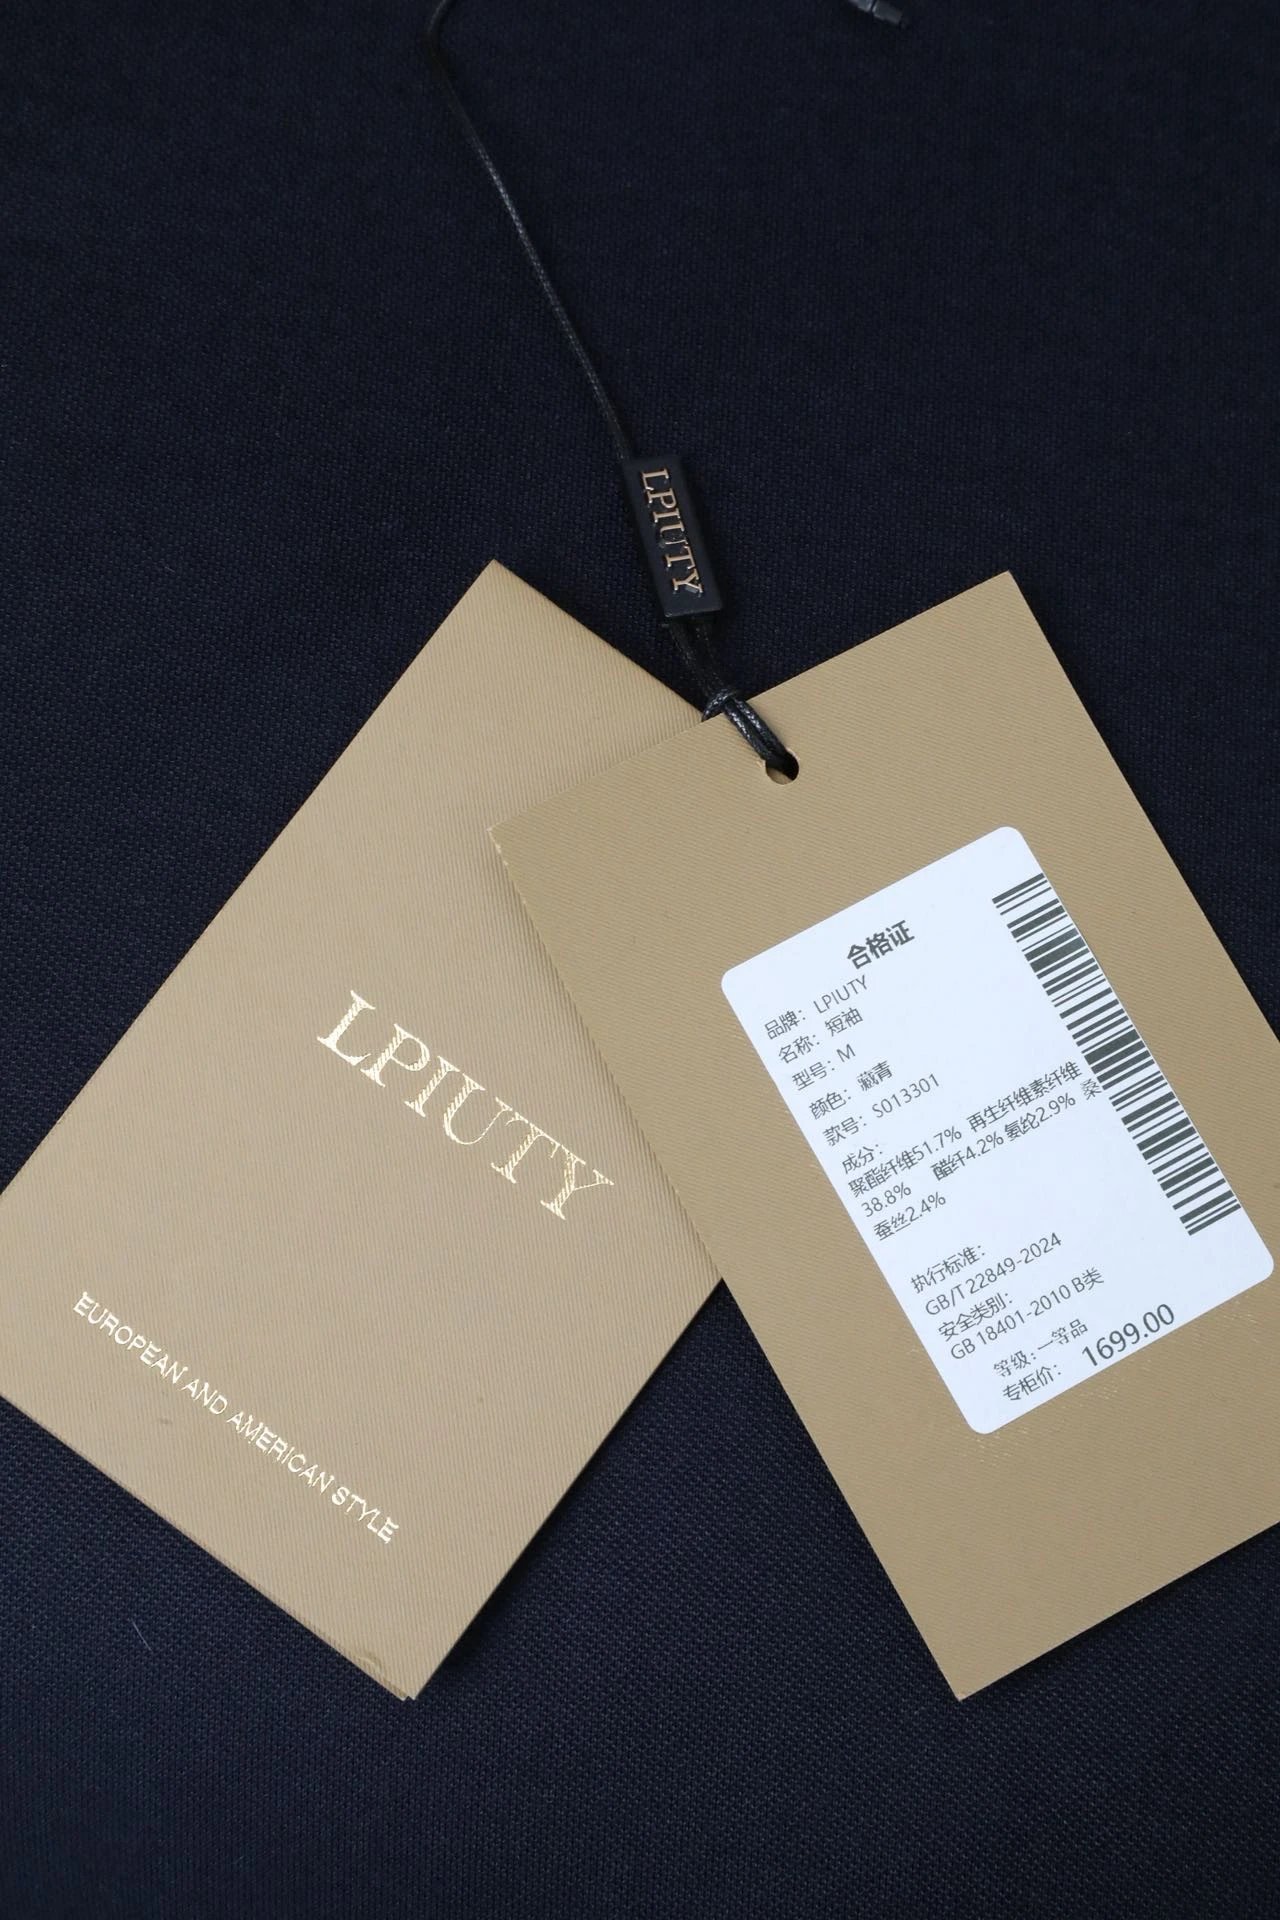 LPIUTY
LPIUTY
EUROPEAN AND AMERICAN STYLE
合格证
品牌：LPIUTY
名称：短袖
型号：M
颜色：藏青
款号：S013301
成分：
聚酯纤维51.7% 再生纤维素纤维
38.8% 醋纤4.2% 氨纶2.9% 桑
蚕丝2.4%
执行标准：
GB/T22849-2024
安全类别：
GB 18401-2010 B类
等级：一等品
专柜价：1699.00